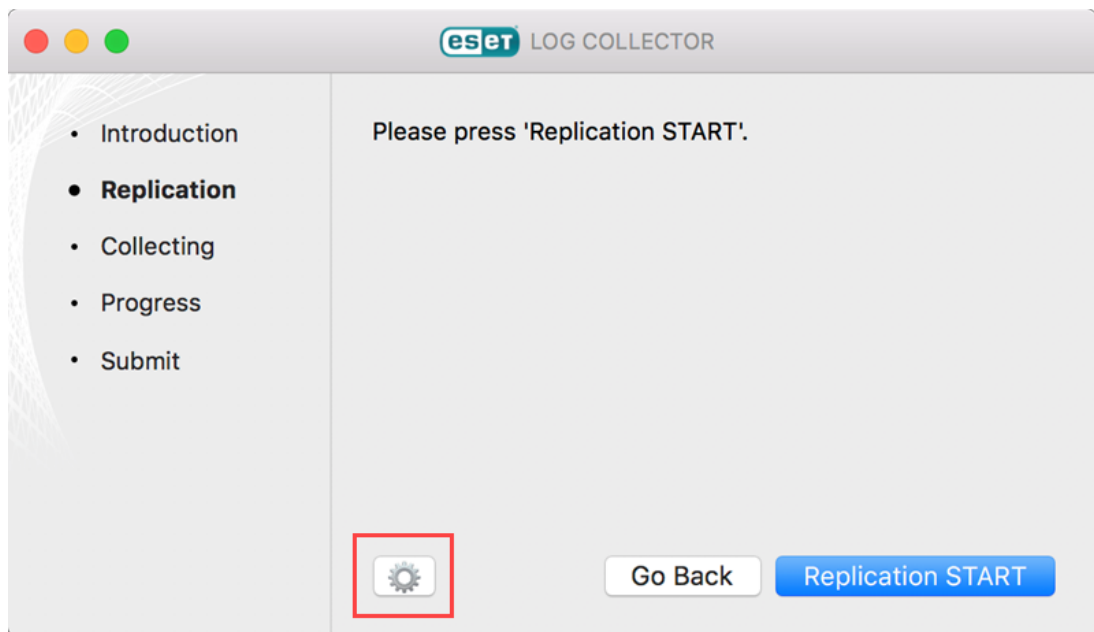 eset LOG COLLECTOR
Introduction
Replication
Collecting
Progress
Submit
Please press 'Replication START'.
Go Back
Replication START